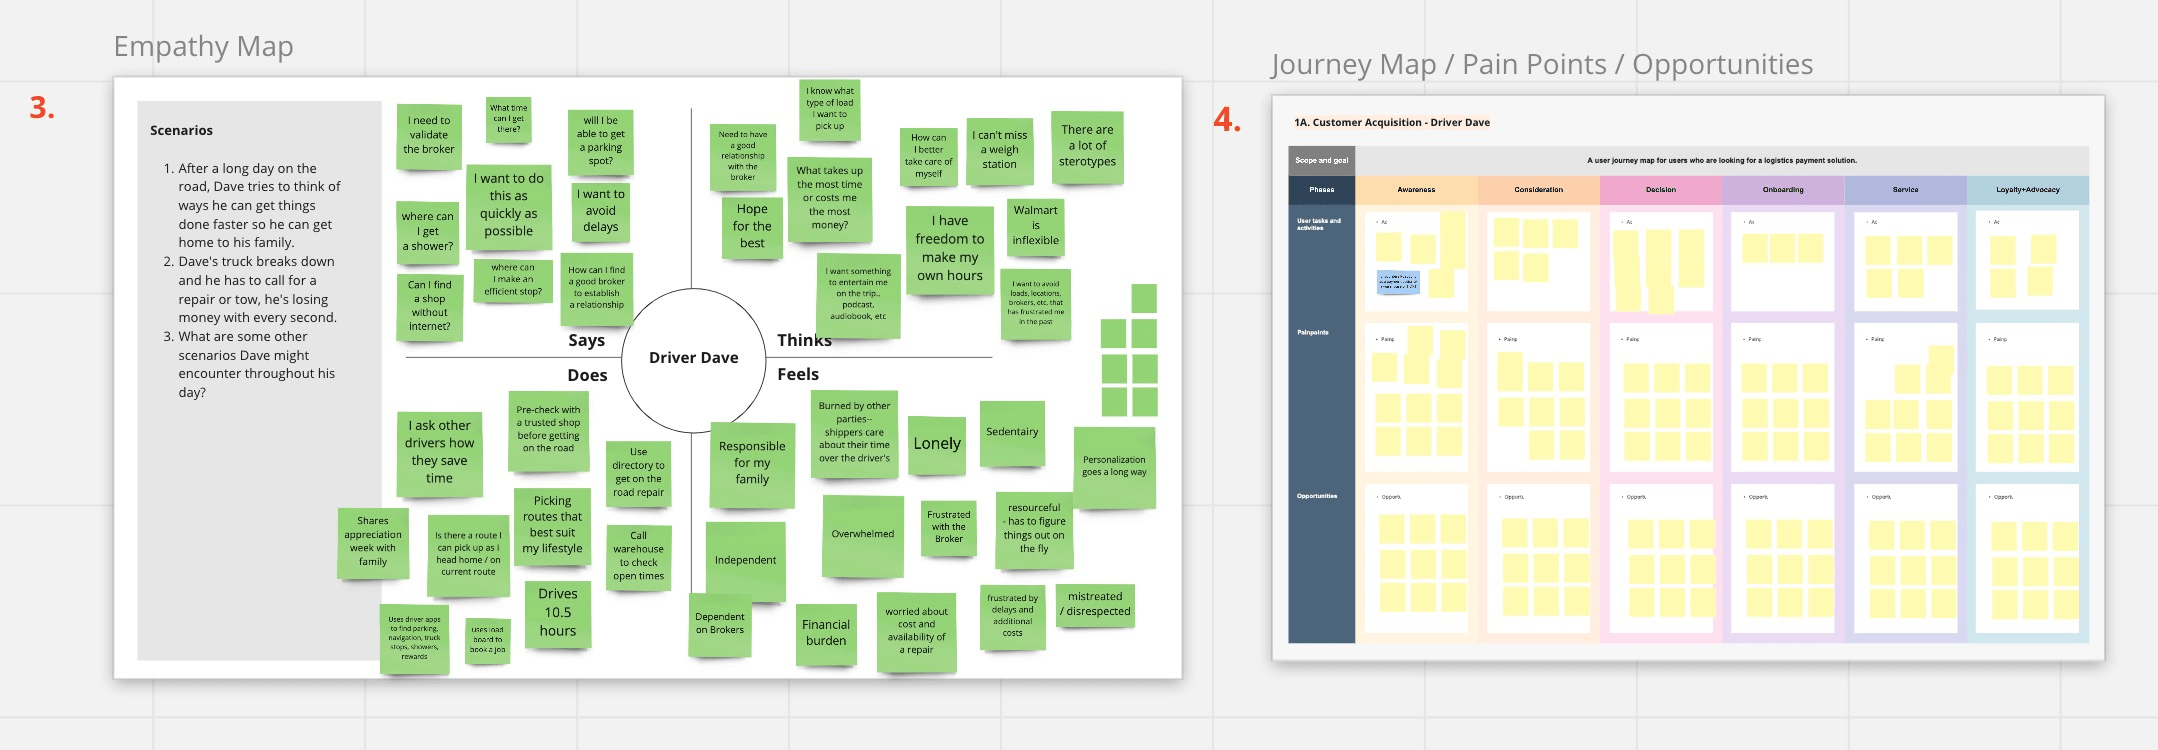 Empathy Map
3.
Scenarios
1. After a long day on the
road, Dave tries to think of
ways he can get things
done faster so he can get
home to his family.
2. Dave's truck breaks down
and he has to call for a
repair or tow, he's losing
money with every second.
3. What are some other
scenarios Dave might
encounter throughout his
day?
I need to
validate
the broker
What time
can I get
there?
will I be
able to get
a parking
spot?
I want to do
this as
quickly as
possible
I want to
avoid
delays
where can
I get
a shower?
where can
I make an
efficient stop?
How can I find
a good broker
to establish
a relationship
Can I find
a shop
without
internet?
Says
I know what
type of load
I want to
pick up
Need to have
a good
relationship
with the
broker
What takes up
the most time
or costs me
the most
money?
How can
I better
take care of
myself
I can't miss
a weigh
station
There are
a lot of
sterotypes
Hope
for the
best
I have
freedom to
make my
own hours
Walmart
is
inflexible
I want something
to entertain me
on the trip..
podcast,
audiobook, etc
I want to avoid
loads, locations,
brokers, etc. that
has frustrated me
in the past
Thinks
Driver Dave
Does
I ask other
drivers how
they save
time
Pre-check with
a trusted shop
before getting
on the road
Use
directory to
get on the
road repair
Shares
appreciation
week with
family
Is there a route I
can pick up as I
head home / on
current route
Picking
routes that
best suit
my lifestyle
Call
warehouse
to check
open times
Uses driver apps
to find parking,
navigation, truck
stops, showers,
rewards
uses load
board to
book a job
Drives
10.5
hours
Feels
Responsible
for my
family
Burned by other
parties--
shippers care
about their time
over the driver's
Lonely
Sedentairy
Personalization
goes a long way
Independent
Overwhelmed
Frustrated
with the
Broker
resourceful
- has to figure
things out on
the fly
Dependent
on Brokers
Financial
burden
worried about
cost and
availability of
a repair
frustrated by
delays and
additional
costs
mistreated
/ disrespected
Journey Map / Pain Points / Opportunities
4.
1A. Customer Acquisition - Driver Dave
Scope and goal
A user journey map for users who are looking for a logistics payment solution.
Phases
Awareness
Consideration
Decision
Onboarding
Service
Loyalty+Advocacy
User tasks and
activities
• Ac
• Ac
• Ac
• Ac
• Ac
Painpoints
• Painp
• Painp
• Painp
• Painp
• Painp
• Painp
Opportunities
• Opportu
• Opportu
• Opportu
• Opportu
• Opportu
• Opportu